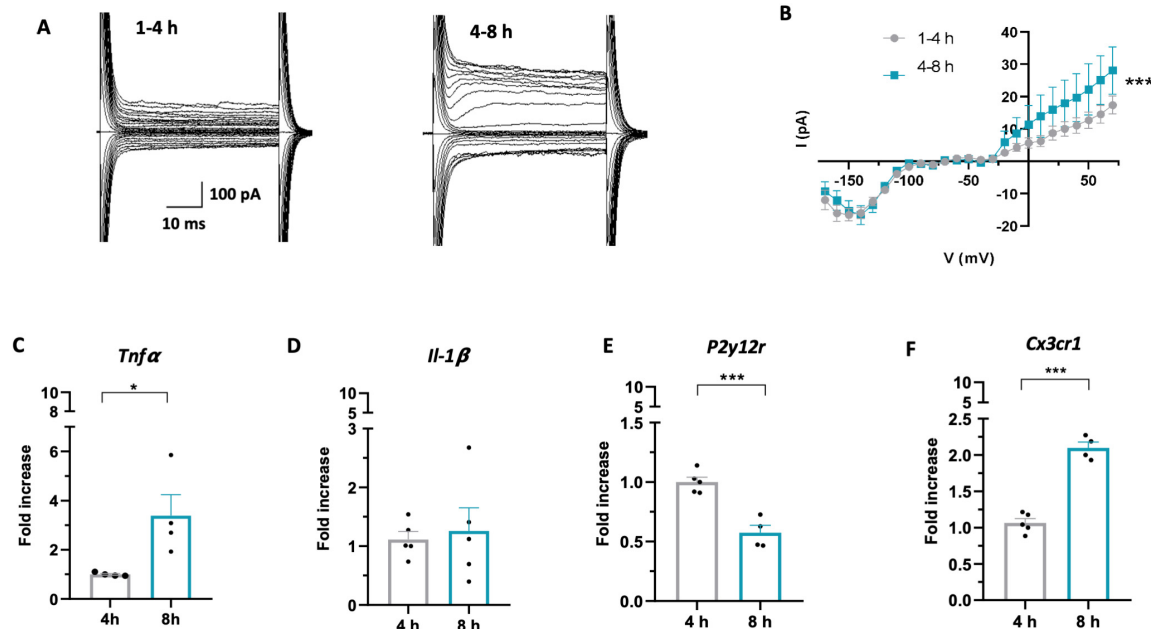 A
1-4 h
4-8 h
100 pA
10 ms
B
1-4 h
4-8 h
I (pA)
40
30
20
10
-10
-20
-150
-100
-50
50
V (mV)
***
C
Tnfα
*
Fold increase
10
8
6
4
2
0
4h
8h
D
Il-1β
Fold increase
10
5
3
2
1
0
4 h
8 h
E
P2y12r
***
Fold increase
10
5
1.5
1.0
0.5
0.0
4 h
8h
F
Cx3cr1
***
Fold increase
10
5
2.5
2.0
1.5
1.0
0.5
0.0
4 h
8h